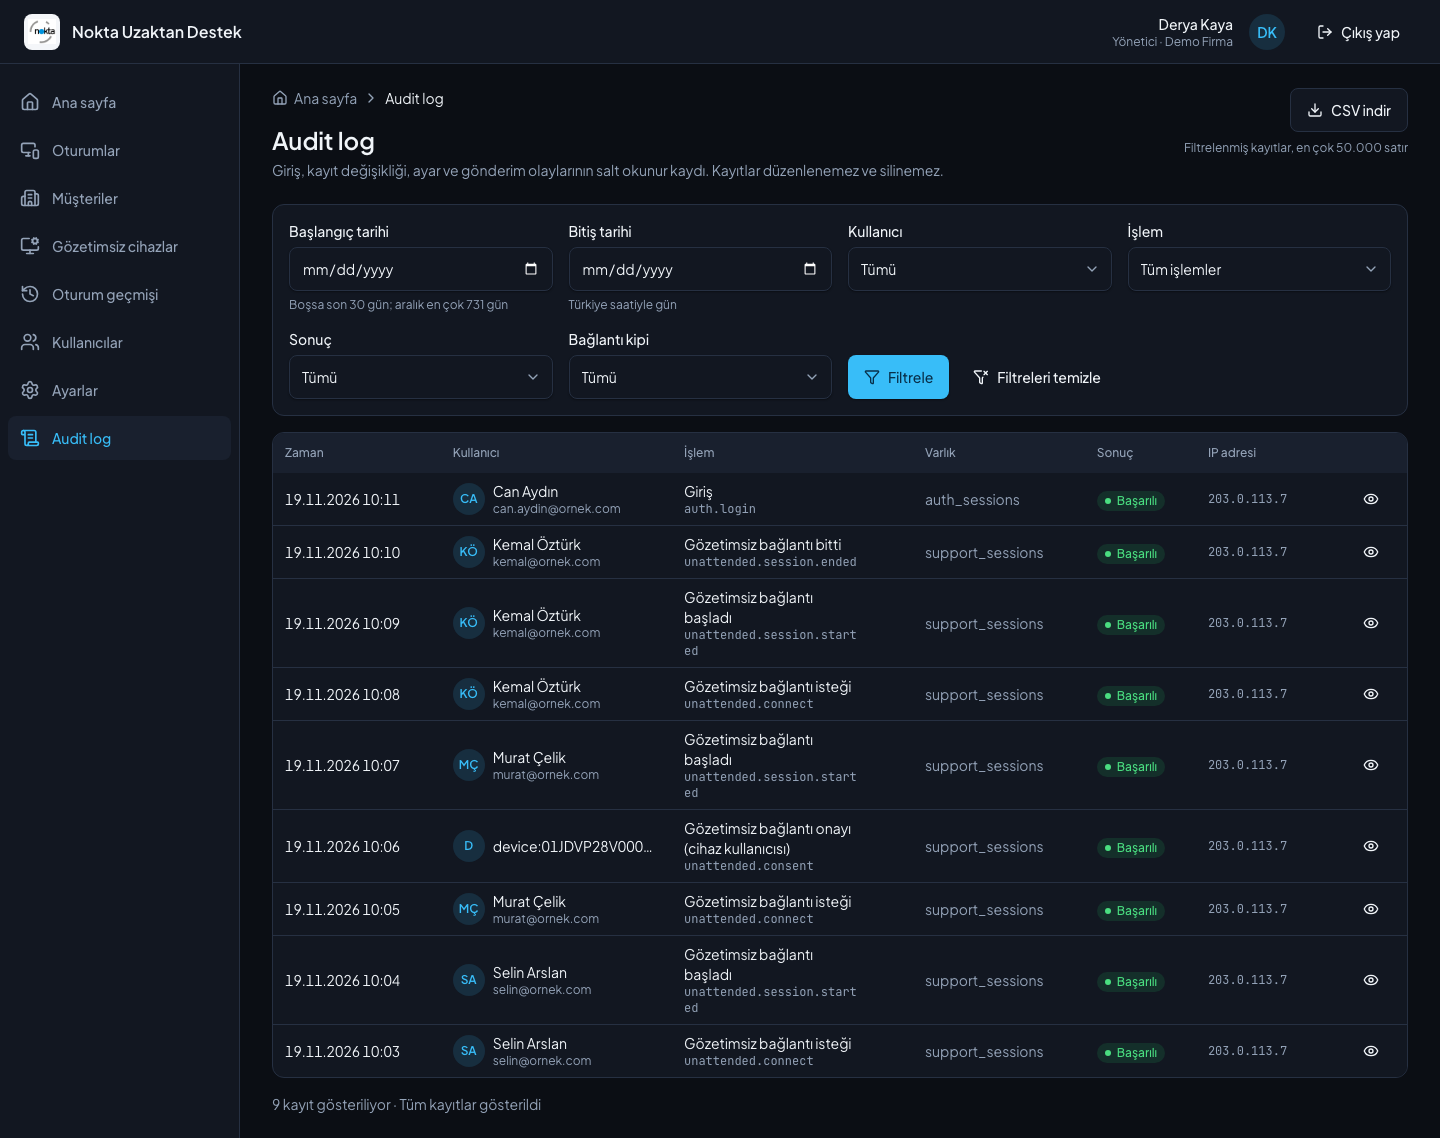 nokta
Nokta Uzaktan Destek
Derya Kaya
Yönetici · Demo Firma
DK
Çıkış yap
Ana sayfa
Oturumlar
Müşteriler
Gözetimsiz cihazlar
Oturum geçmişi
Kullanıcılar
Ayarlar
Audit log
Ana sayfa > Audit log
CSV indir
Audit log
Filtrelenmiş kayıtlar, en çok 50.000 satır
Giriş, kayıt değişikliği, ayar ve gönderim olaylarının salt okunur kaydı. Kayıtlar düzenlenemez ve silinemez.
Başlangıç tarihi Bitiş tarihi Kullanıcı İşlem
mm/dd/yyyy mm/dd/yyyy Tümü Tüm işlemler
Boşsa son 30 gün; aralık en çok 731 gün Türkiye saatiyle gün
Sonuç Bağlantı kipi
Tümü Tümü Filtrele Filtreleri temizle
Zaman Kullanıcı İşlem Varlık Sonuç IP adresi
19.11.2026 10:11 CA Can Aydın Giriş auth_sessions Başarılı 203.0.113.7
can.aydin@ornek.com auth.login
19.11.2026 10:10 KÖ Kemal Öztürk Gözetimsiz bağlantı bitti support_sessions Başarılı 203.0.113.7
kemal@ornek.com unattended.session.ended
Gözetimsiz bağlantı
19.11.2026 10:09 KÖ Kemal Öztürk başladı support_sessions Başarılı 203.0.113.7
kemal@ornek.com unattended.session.start
ed
19.11.2026 10:08 KÖ Kemal Öztürk Gözetimsiz bağlantı isteği support_sessions Başarılı 203.0.113.7
kemal@ornek.com unattended.connect
Gözetimsiz bağlantı
19.11.2026 10:07 MÇ Murat Çelik başladı support_sessions Başarılı 203.0.113.7
murat@ornek.com unattended.session.start
ed
Gözetimsiz bağlantı onayı
19.11.2026 10:06 D device:01JDVP28V000… (cihaz kullanıcısı) support_sessions Başarılı 203.0.113.7
unattended.consent
19.11.2026 10:05 MÇ Murat Çelik Gözetimsiz bağlantı isteği support_sessions Başarılı 203.0.113.7
murat@ornek.com unattended.connect
Gözetimsiz bağlantı
19.11.2026 10:04 SA Selin Arslan başladı support_sessions Başarılı 203.0.113.7
selin@ornek.com unattended.session.start
ed
19.11.2026 10:03 SA Selin Arslan Gözetimsiz bağlantı isteği support_sessions Başarılı 203.0.113.7
selin@ornek.com unattended.connect
9 kayıt gösteriliyor · Tüm kayıtlar gösterildi